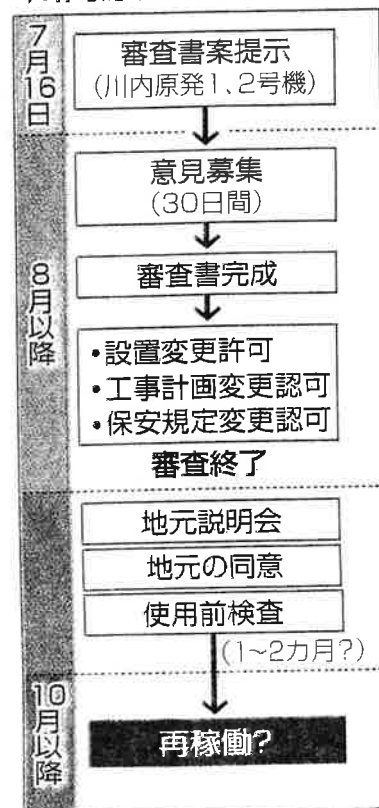 7月16日
審査書案提示
(川内原発1、2号機)
8月以降
意見募集
(30日間)
審査書完成
•設置変更許可
•工事計画変更認可
•保安規定変更認可
審査終了
地元説明会
地元の同意
使用前検査
(1~2カ月?)
10月以降
再稼働?